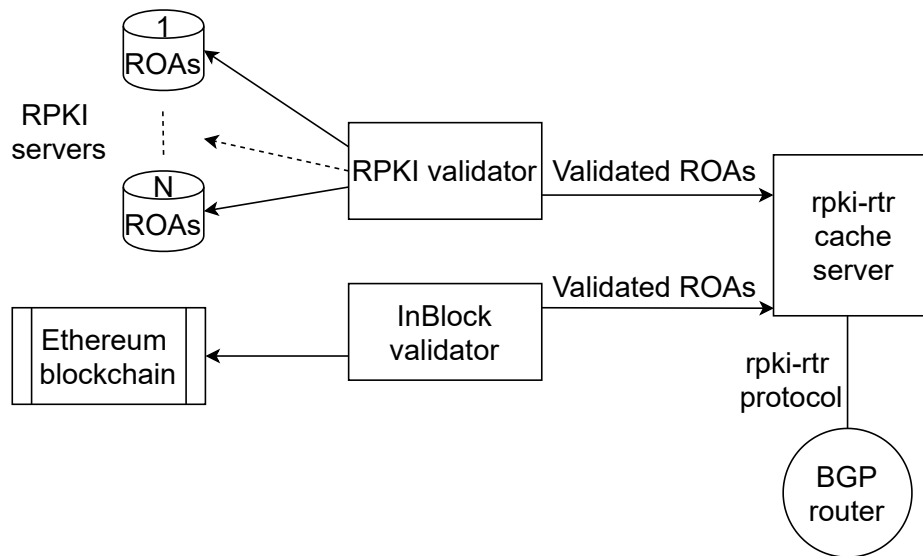 1
ROAs
RPKI
servers
N
ROAs
RPKI validator
Validated ROAs
rpki-rtr
cache
server
Ethereum
blockchain
InBlock
validator
Validated ROAs
rpki-rtr
protocol
BGP
router